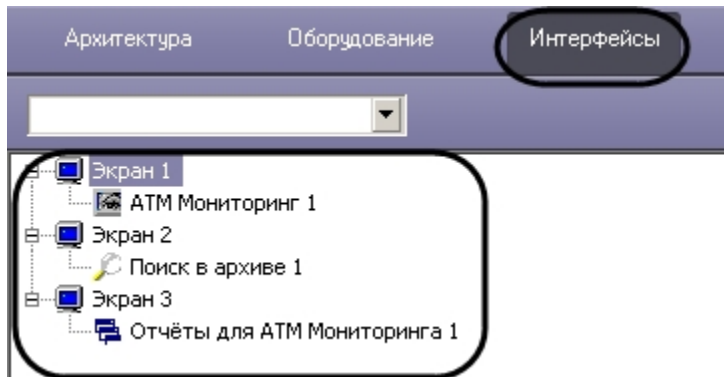 Архитектура Оборудование Интерфейсы
Экран 1
АТМ Мониторинг 1
Экран 2
Поиск в архиве 1
Экран 3
Отчёты для АТМ Мониторинга 1